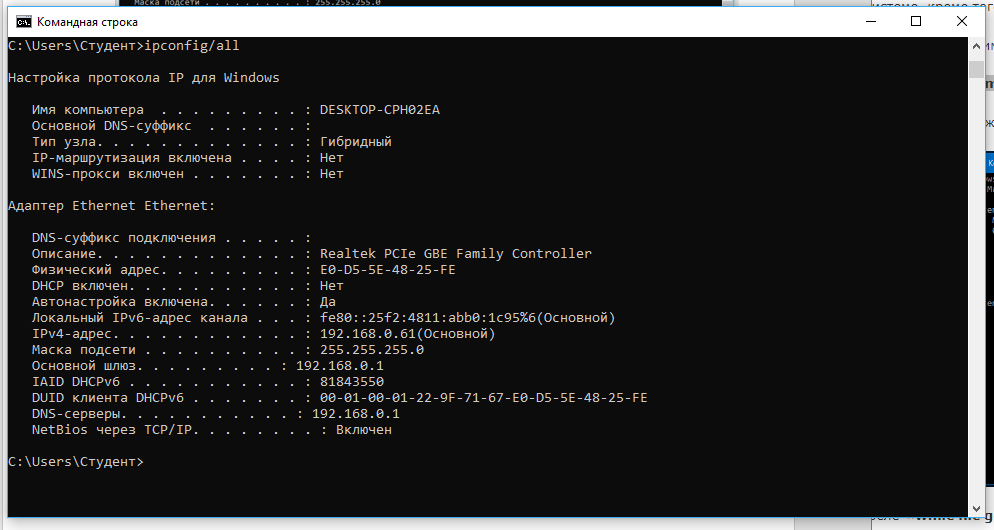 Маска подсети . . . . . . . . . . : 255.255.255.0
Командная строка
C:\Users\Студент>ipconfig/all
Настройка протокола IP для Windows
Имя компьютера  . . . . . . . . . : DESKTOP-CPH02EA
Основной DNS-суффикс  . . . . . . :
Тип узла. . . . . . . . . . . . . : Гибридный
IP-маршрутизация включена . . . . : Нет
WINS-прокси включен . . . . . . . : Нет
Адаптер Ethernet Ethernet:
DNS-суффикс подключения . . . . . :
Описание. . . . . . . . . . . . . : Realtek PCIe GBE Family Controller
Физический адрес. . . . . . . . . : E0-D5-5E-48-25-FE
DHCP включен. . . . . . . . . . . : Нет
Автонастройка включена. . . . . . : Да
Локальный IPv6-адрес канала . . . : fe80::25f2:4811:abb0:1c95%6(Основной)
IPv4-адрес. . . . . . . . . . . . : 192.168.0.61(Основной)
Маска подсети . . . . . . . . . . : 255.255.255.0
Основной шлюз. . . . . . . . . : 192.168.0.1
IAID DHCPv6 . . . . . . . . . . . : 81843550
DUID клиента DHCPv6 . . . . . . . : 00-01-00-01-22-9F-71-67-E0-D5-5E-48-25-FE
DNS-серверы. . . . . . . . . . . : 192.168.0.1
NetBios через TCP/IP. . . . . . . . : Включен
C:\Users\Студент>